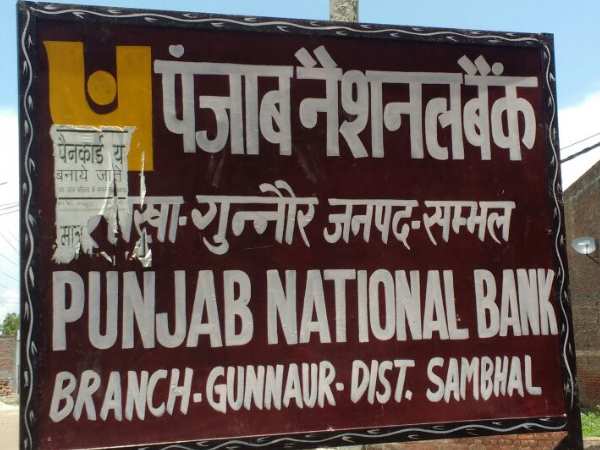 पंजाब नैशनल बैंक
पैनकार्ड
बनाये जाते
शाखा-गुन्नौर जनपद-सम्भल
PUNJAB NATIONAL BANK
BRANCH-GUNNAUR-DIST. SAMBHAL